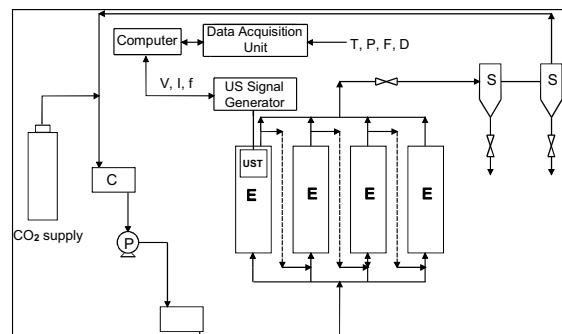 Computer
Data Acquisition
Unit
T, P, F, D
V, I, f
US Signal
Generator
S
S
UST
C
E
E
E
E
P
CO₂ supply